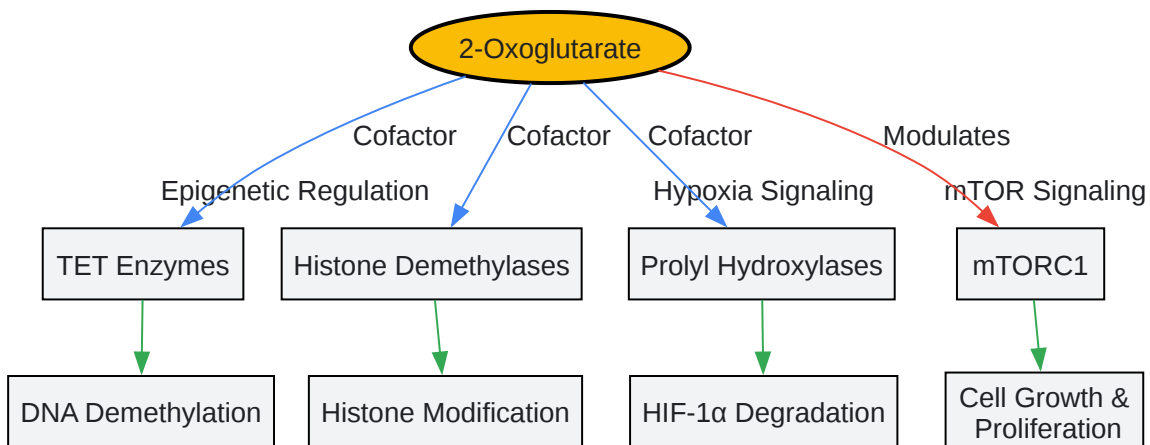 2-Oxoglutarate
Cofactor
Cofactor
Cofactor
Modulates
Epigenetic Regulation
Hypoxia Signaling
mTOR Signaling
TET Enzymes
Histone Demethylases
Prolyl Hydroxylases
mTORC1
DNA Demethylation
Histone Modification
HIF-1α Degradation
Cell Growth &
Proliferation